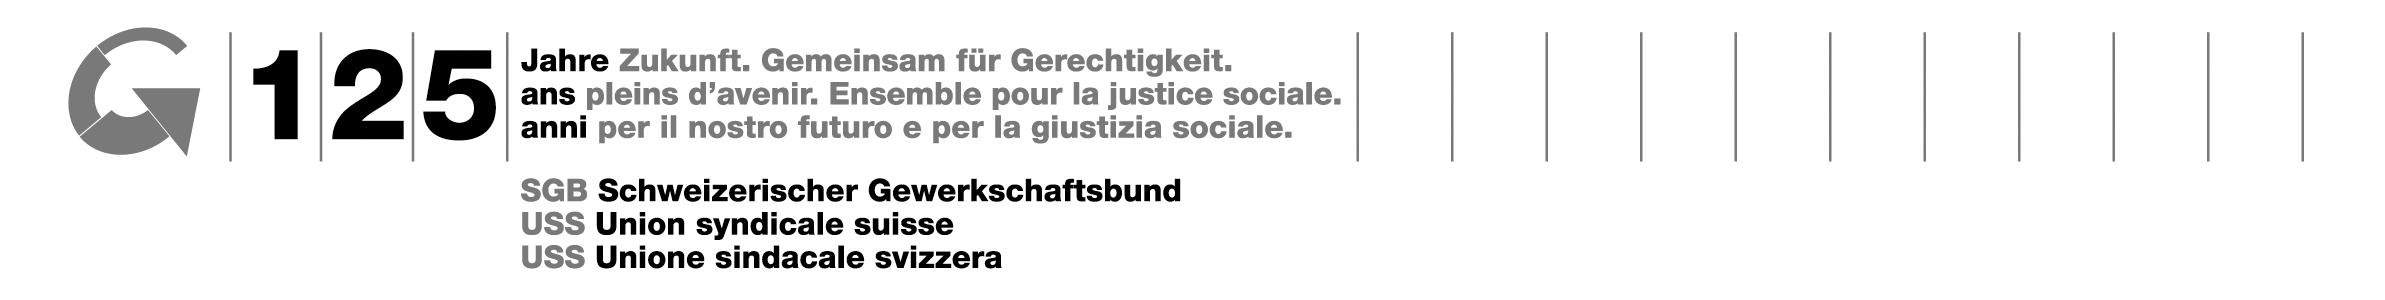 125
Jahre Zukunft. Gemeinsam für Gerechtigkeit.
ans pleins d’avenir. Ensemble pour la justice sociale.
anni per il nostro futuro e per la giustizia sociale.
SGB Schweizerischer Gewerkschaftsbund
USS Union syndicale suisse
USS Unione sindacale svizzera